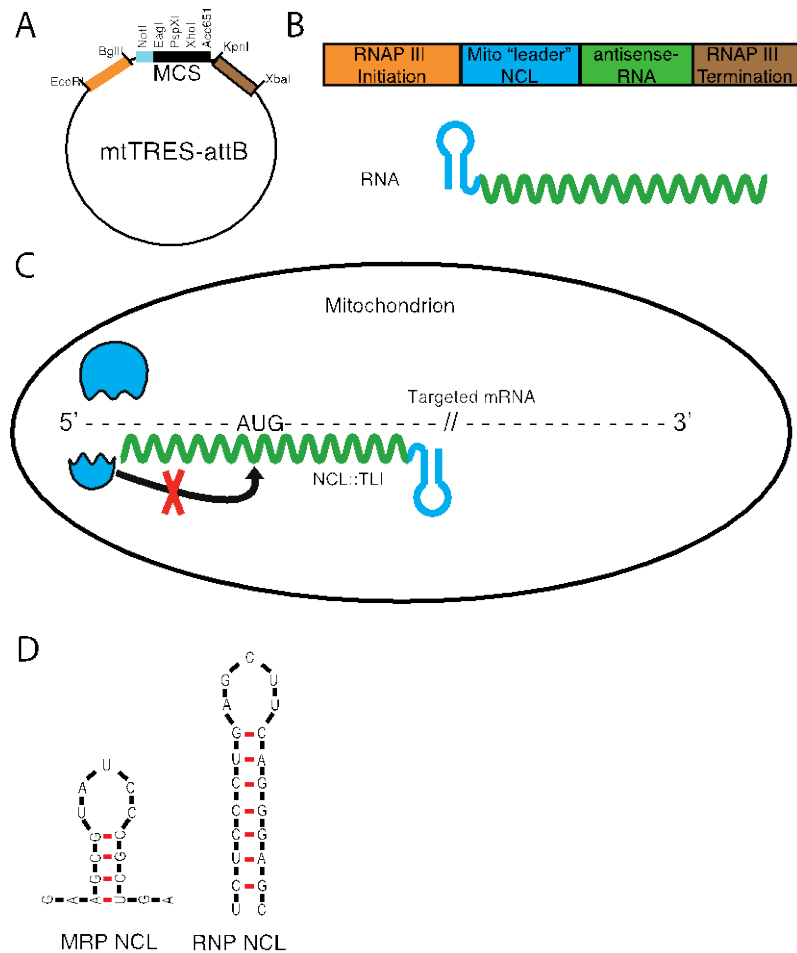 A
EcoRI
BglII
NotI
EagI
PspXI
XhoI
Acc651
KpnI
XbaI
MCS
mtTRES-attB
B
RNAP III Initiation
Mito "leader" NCL
antisense-RNA
RNAP III Termination
RNA
C
Mitochondrion
Targeted mRNA
5' AUG // 3'
NCL::TLI
D
G A A G G C G U A U C C C G C U G A
MRP NCL
U C U C C C U G A G C U U C A G G G A G C
RNP NCL